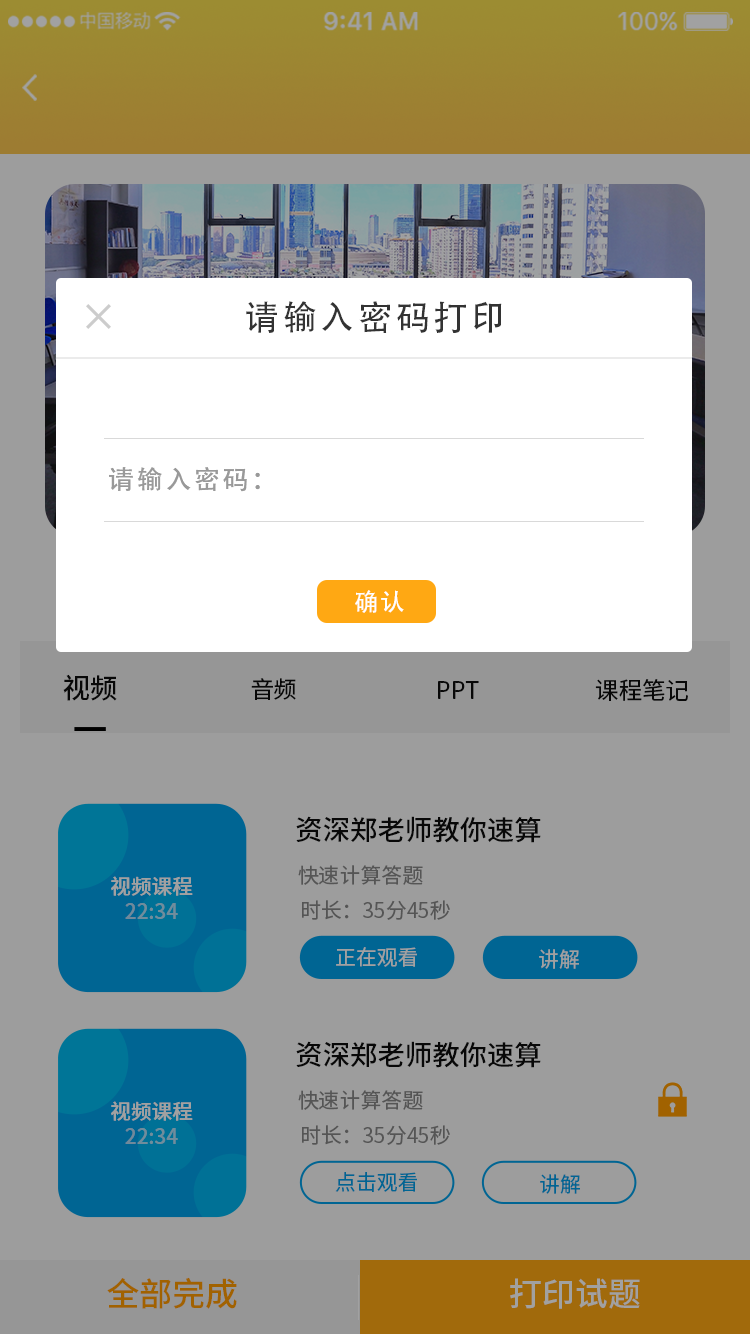 中国移动 9:41 AM 100%
请输入密码打印
请输入密码：
确认
视频 音频 PPT 课程笔记
资深郑老师教你速算
快速计算答题
视频课程
22:34
时长：35分45秒
正在观看 讲解
资深郑老师教你速算
快速计算答题
视频课程
22:34
时长：35分45秒
点击观看 讲解
全部完成 打印试题